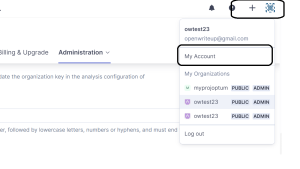 owtest23
openwriteup@gmail.com
Billing & Upgrade Administration
My Account
My Organizations
date the organization key in the analysis configuration of
myprojoptum PUBLIC ADMIN
owtest23 PUBLIC ADMIN
owtest23 PUBLIC ADMIN
er, followed by lowercase letters, numbers or hyphens, and must end
Log out